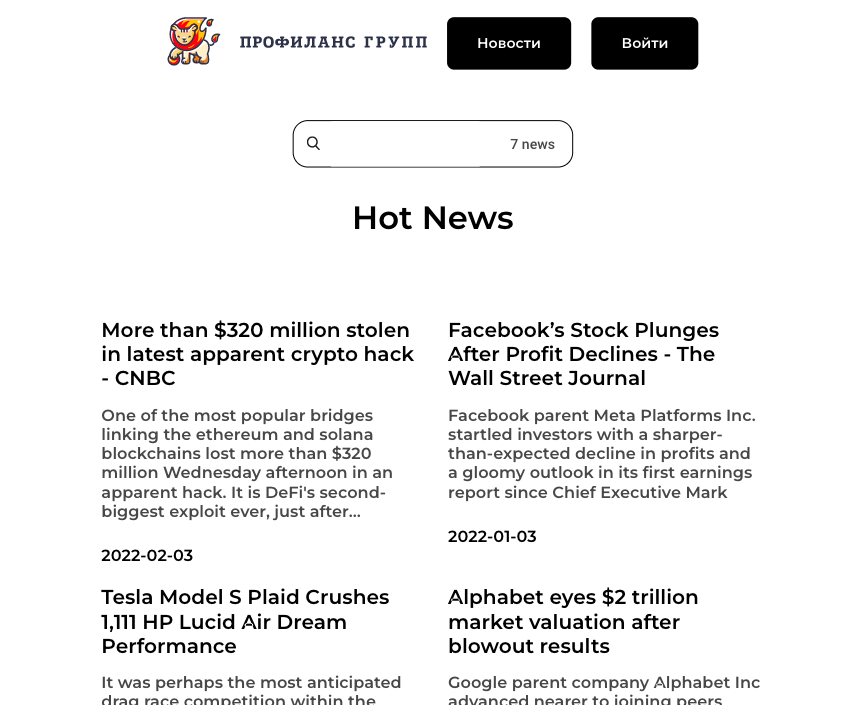 ПРОФИЛАНС ГРУПП
Новости
Войти
7 news
Hot News
More than $320 million stolen
in latest apparent crypto hack
- CNBC
One of the most popular bridges
linking the ethereum and solana
blockchains lost more than $320
million Wednesday afternoon in an
apparent hack. It is DeFi's second-
biggest exploit ever, just after...
2022-02-03
Facebook’s Stock Plunges
After Profit Declines - The
Wall Street Journal
Facebook parent Meta Platforms Inc.
startled investors with a sharper-
than-expected decline in profits and
a gloomy outlook in its first earnings
report since Chief Executive Mark
2022-01-03
Tesla Model S Plaid Crushes
1,111 HP Lucid Air Dream
Performance
It was perhaps the most anticipated
drag race competition within the
Alphabet eyes $2 trillion
market valuation after
blowout results
Google parent company Alphabet Inc
advanced nearer to joining peers